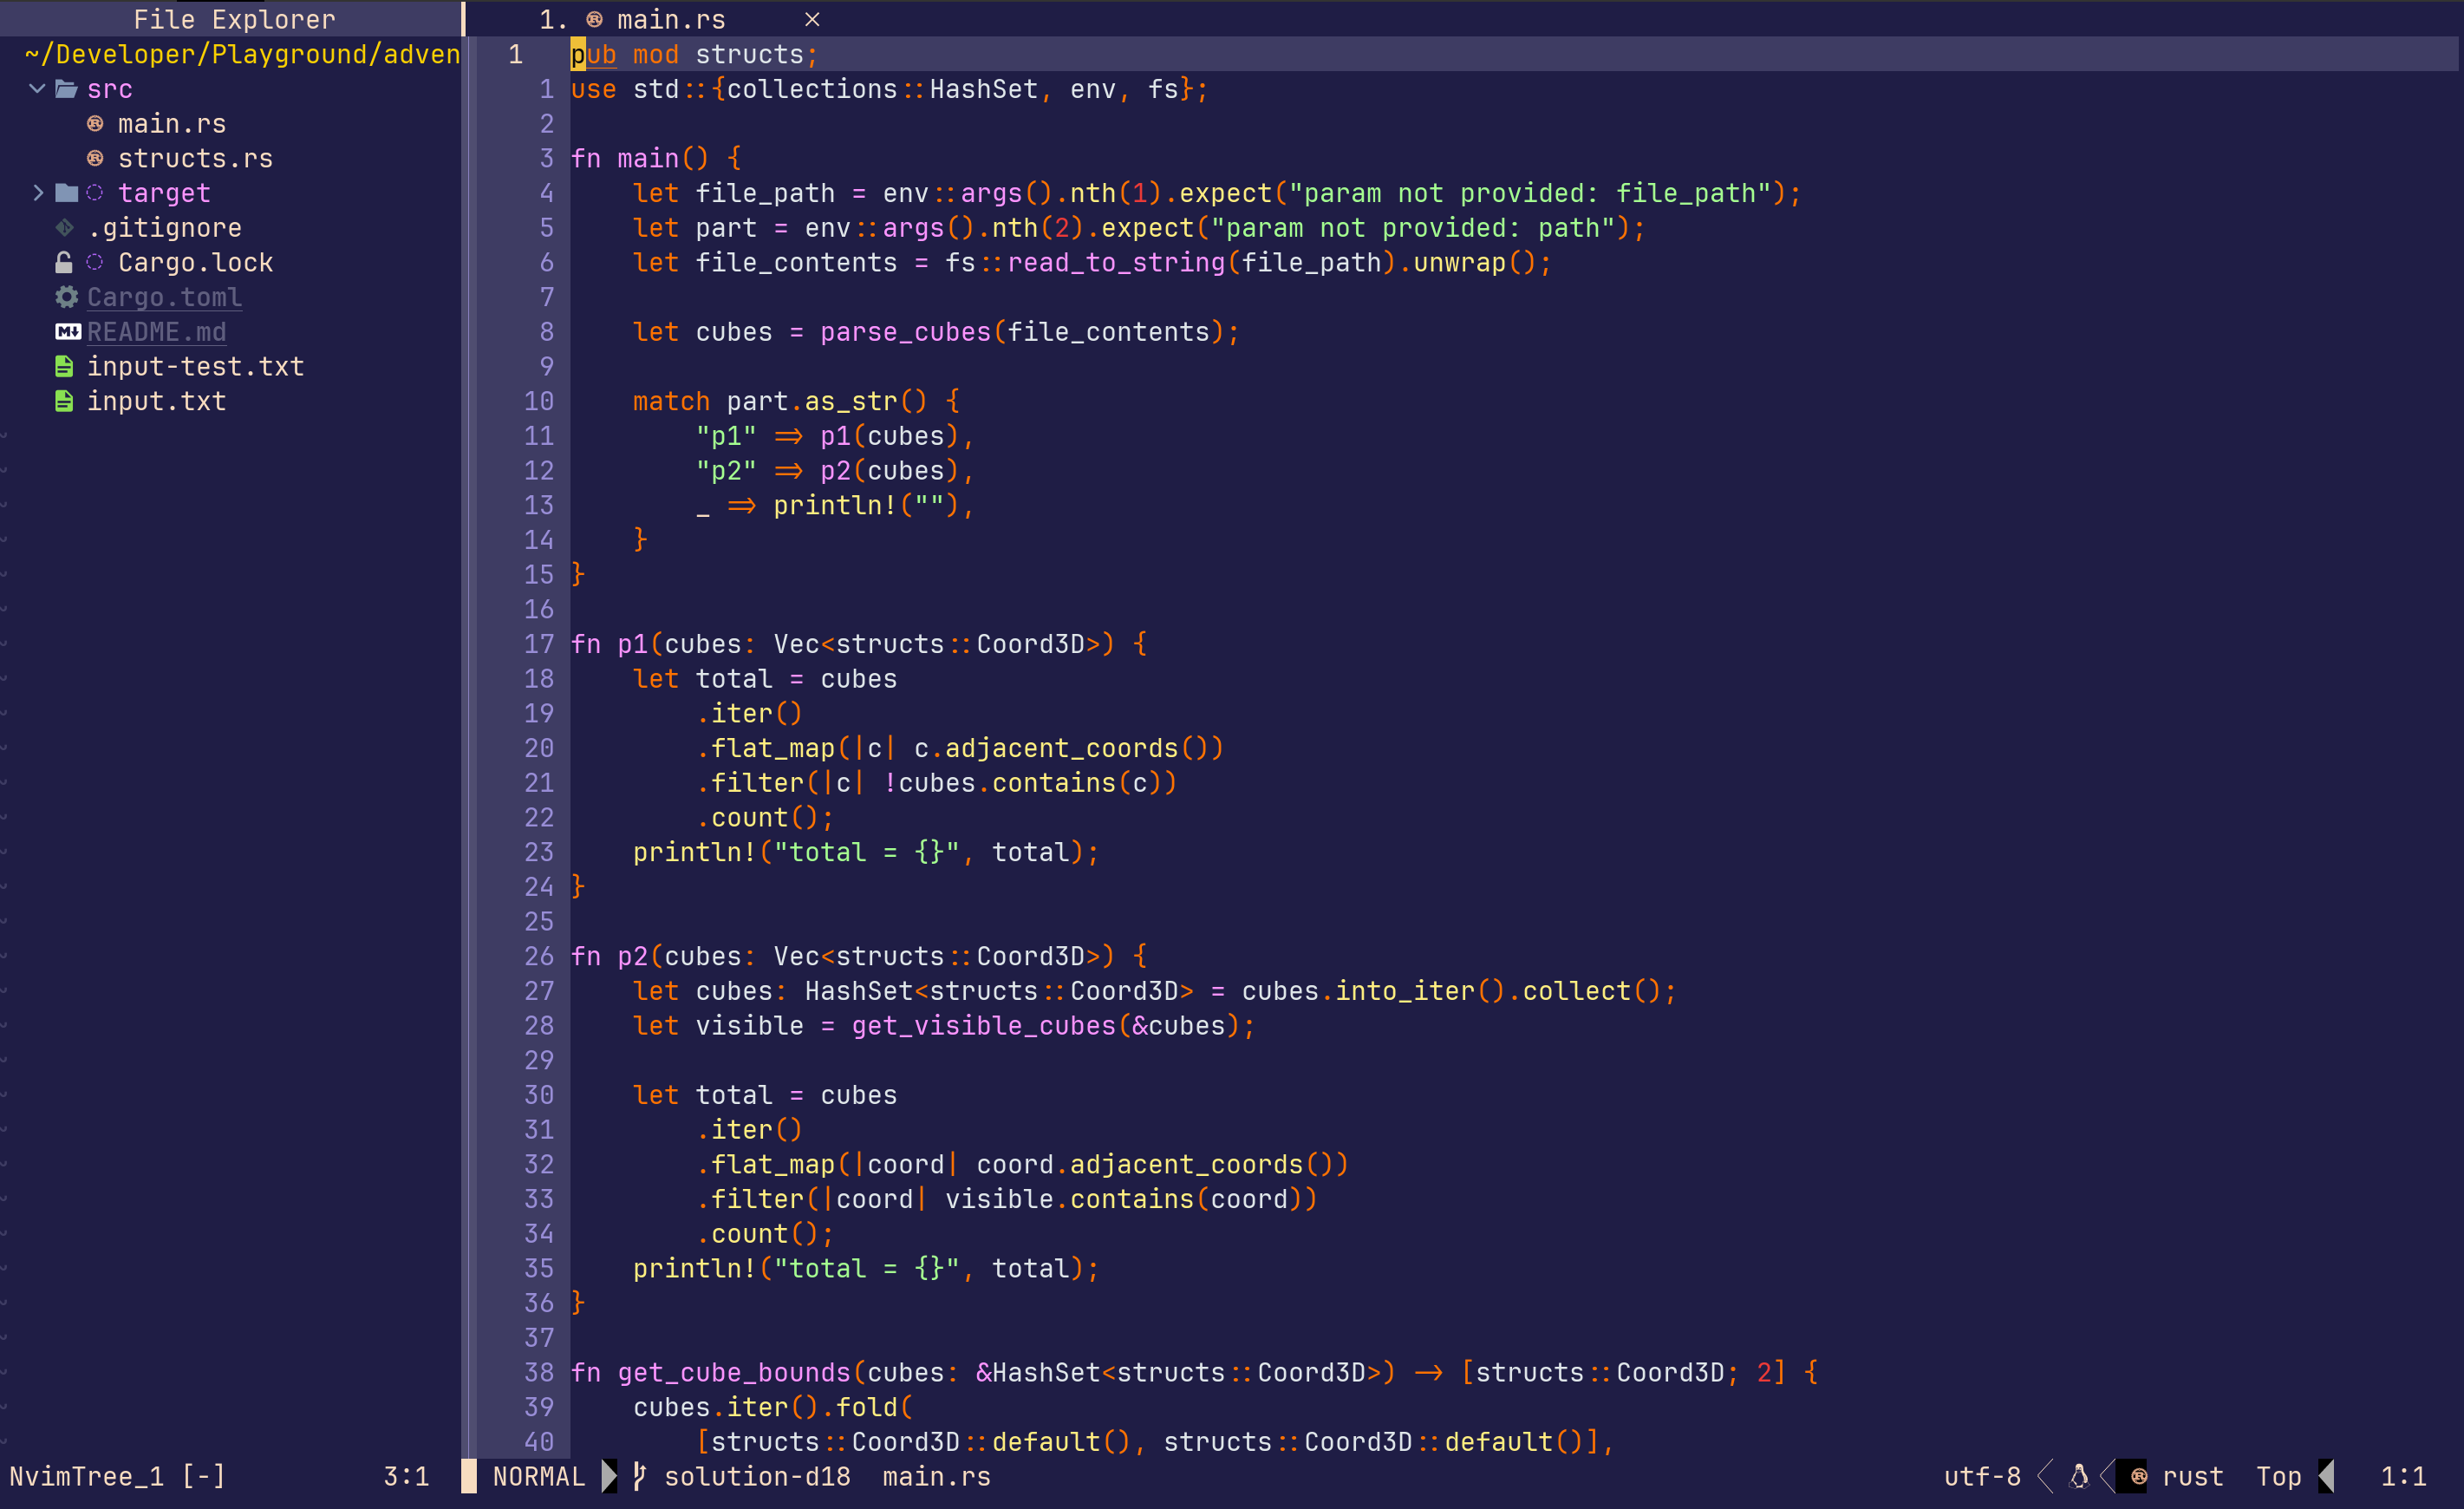 File Explorer
~/Developer/Playground/adven
src
main.rs
structs.rs
target
.gitignore
Cargo.lock
Cargo.toml
README.md
input-test.txt
input.txt
NvimTree_1 [-] 3:1
1. main.rs ×
1 pub mod structs;
1 use std::{collections::HashSet, env, fs};
2
3 fn main() {
4     let file_path = env::args().nth(1).expect("param not provided: file_path");
5     let part = env::args().nth(2).expect("param not provided: path");
6     let file_contents = fs::read_to_string(file_path).unwrap();
7
8     let cubes = parse_cubes(file_contents);
9
10     match part.as_str() {
11         "p1" => p1(cubes),
12         "p2" => p2(cubes),
13         _ => println!(""),
14     }
15 }
16
17 fn p1(cubes: Vec<structs::Coord3D>) {
18     let total = cubes
19         .iter()
20         .flat_map(|c| c.adjacent_coords())
21         .filter(|c| !cubes.contains(c))
22         .count();
23     println!("total = {}", total);
24 }
25
26 fn p2(cubes: Vec<structs::Coord3D>) {
27     let cubes: HashSet<structs::Coord3D> = cubes.into_iter().collect();
28     let visible = get_visible_cubes(&cubes);
29
30     let total = cubes
31         .iter()
32         .flat_map(|coord| coord.adjacent_coords())
33         .filter(|coord| visible.contains(coord))
34         .count();
35     println!("total = {}", total);
36 }
37
38 fn get_cube_bounds(cubes: &HashSet<structs::Coord3D>) -> [structs::Coord3D; 2] {
39     cubes.iter().fold(
40         [structs::Coord3D::default(), structs::Coord3D::default()],
NORMAL solution-d18 main.rs utf-8 rust Top 1:1